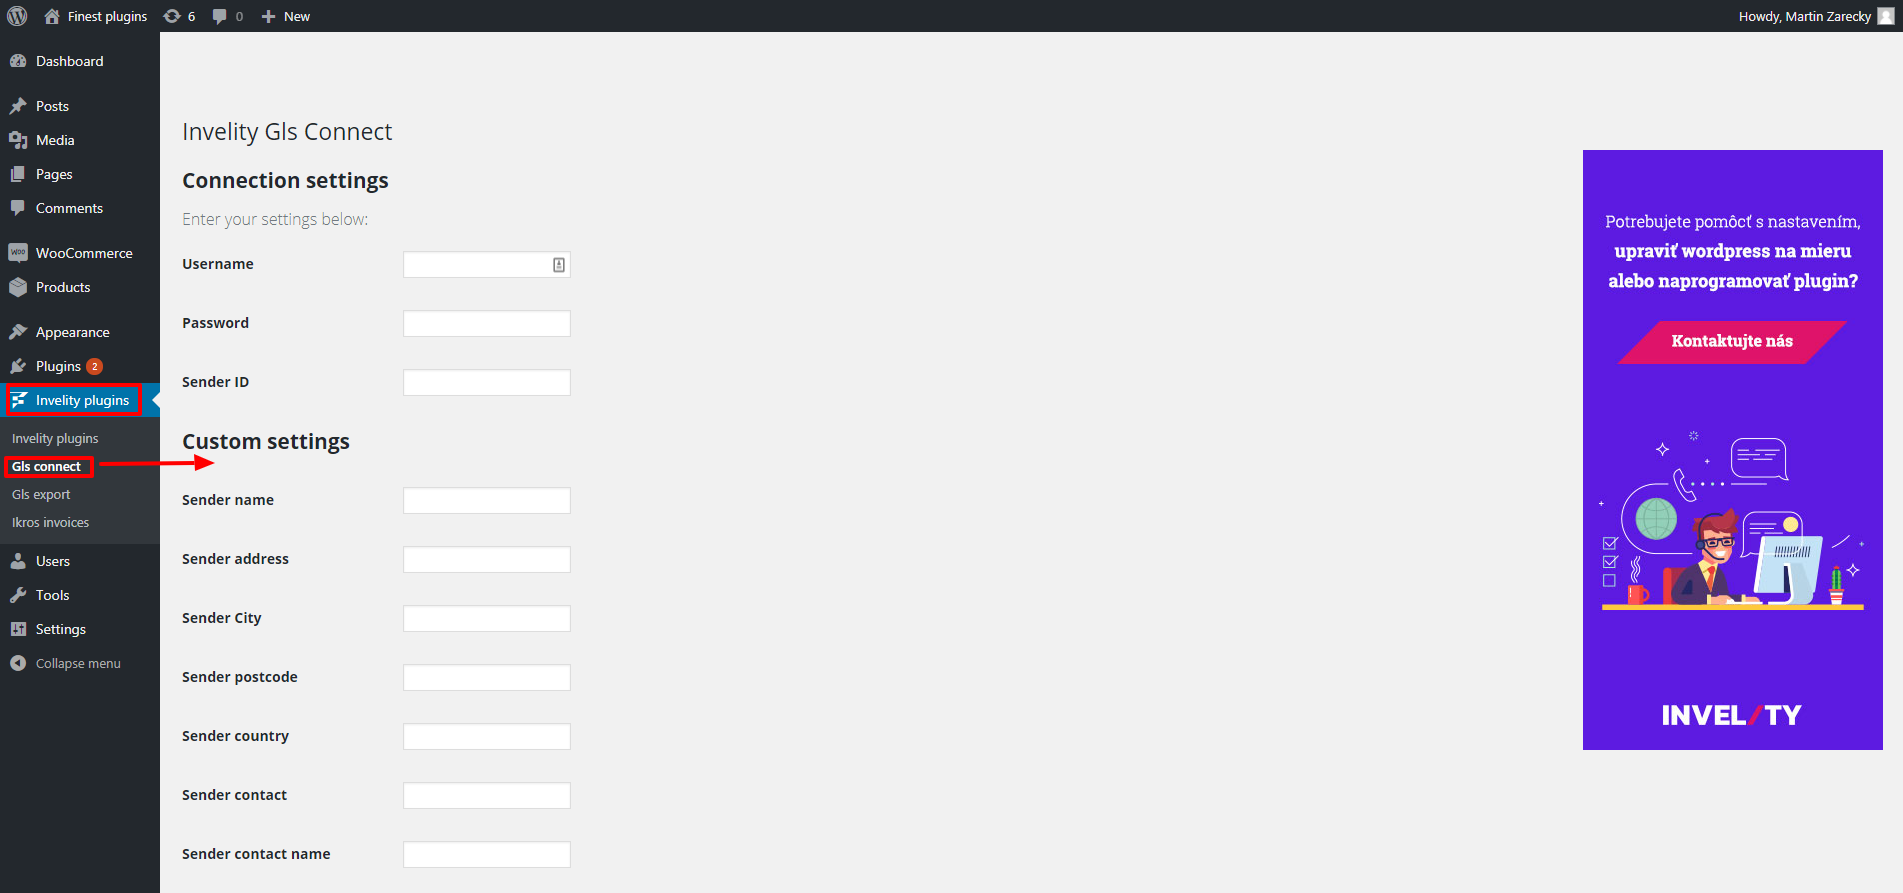 Finest plugins
6
0
New
Howdy, Martin Zarecky
Dashboard
Posts
Media
Pages
Comments
WOO
WooCommerce
Products
Appearance
Plugins 2
Invelity plugins
Invelity plugins
Gls connect
Gls export
Ikros invoices
Users
Tools
Settings
Collapse menu
Invelity Gls Connect
Connection settings
Enter your settings below:
Username
Password
Sender ID
Custom settings
Sender name
Sender address
Sender City
Sender postcode
Sender country
Sender contact
Sender contact name
Potrebujete pomôcť s nastavením,
upraviť wordpress na mieru
alebo naprogramovať plugin?
Kontaktujte nás
INVEL/TY